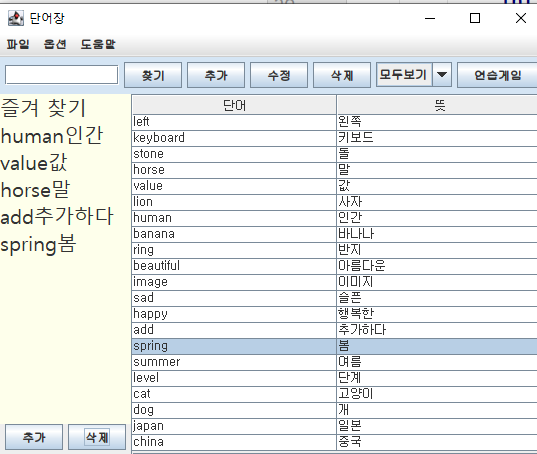 단어장
파일 옵션 도움말
찾기 추가 수정 삭제 모두보기 연습게임
즐겨 찾기
human인간
value값
horse말
add추가하다
spring봄
추가 삭제
단어 뜻
left 왼쪽
keyboard 키보드
stone 돌
horse 말
value 값
lion 사자
human 인간
banana 바나나
ring 반지
beautiful 아름다운
image 이미지
sad 슬픈
happy 행복한
add 추가하다
spring 봄
summer 여름
level 단계
cat 고양이
dog 개
japan 일본
china 중국